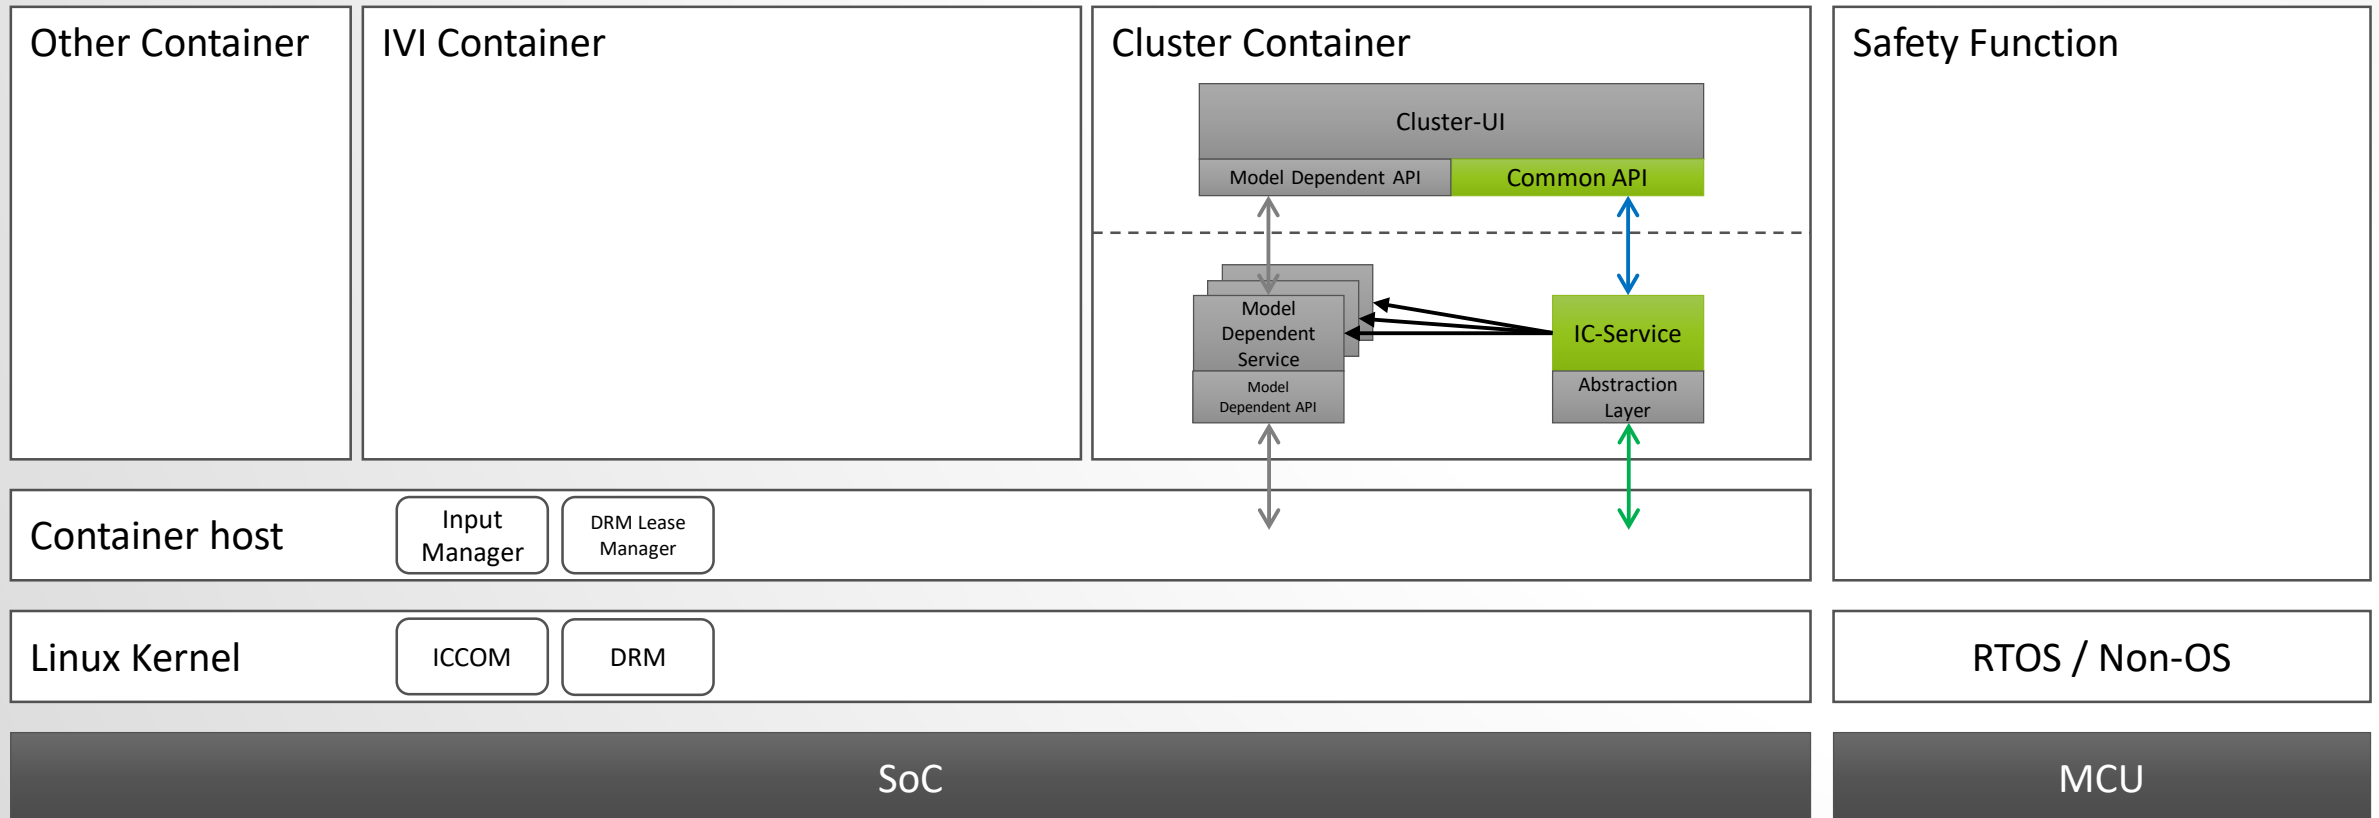 Other Container
IVI Container
Cluster Container
Safety Function
Cluster-UI
Model Dependent API
Common API
Model
Dependent
Service
Model
Dependent API
IC-Service
Abstraction
Layer
Container host
Input
Manager
DRM Lease
Manager
Linux Kernel
ICCOM
DRM
RTOS / Non-OS
SoC
MCU